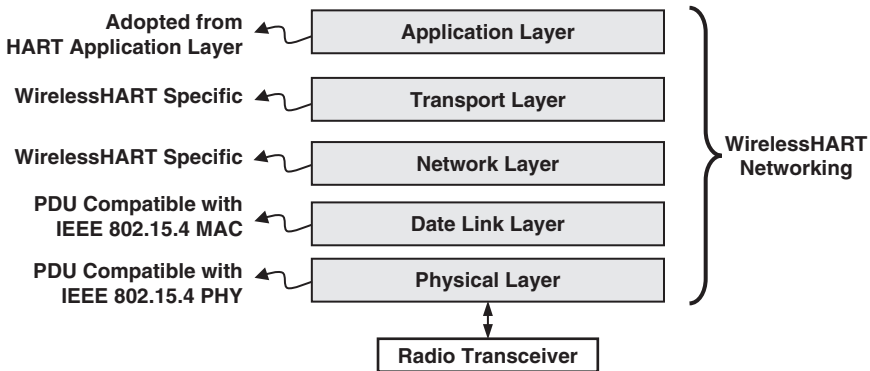 Adopted from
HART Application Layer
Application Layer
WirelessHART Specific
Transport Layer
WirelessHART Specific
Network Layer
PDU Compatible with
IEEE 802.15.4 MAC
Date Link Layer
PDU Compatible with
IEEE 802.15.4 PHY
Physical Layer
Radio Transceiver
WirelessHART
Networking